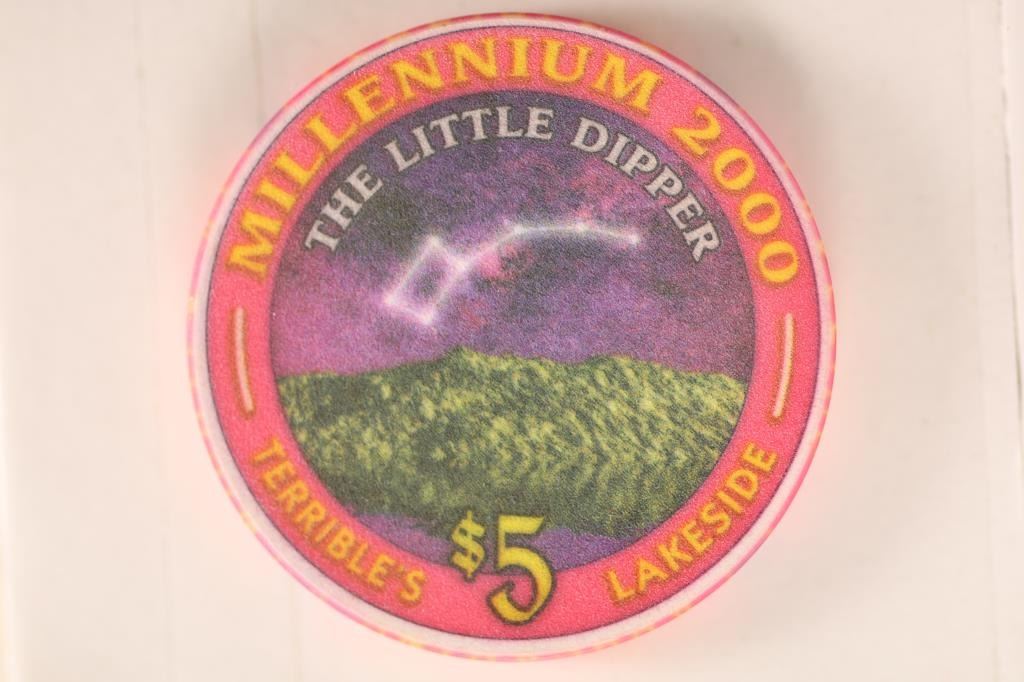 MILLENNIUM 2000
THE LITTLE DIPPER
TERRIBLE'S
$5
LAKESIDE